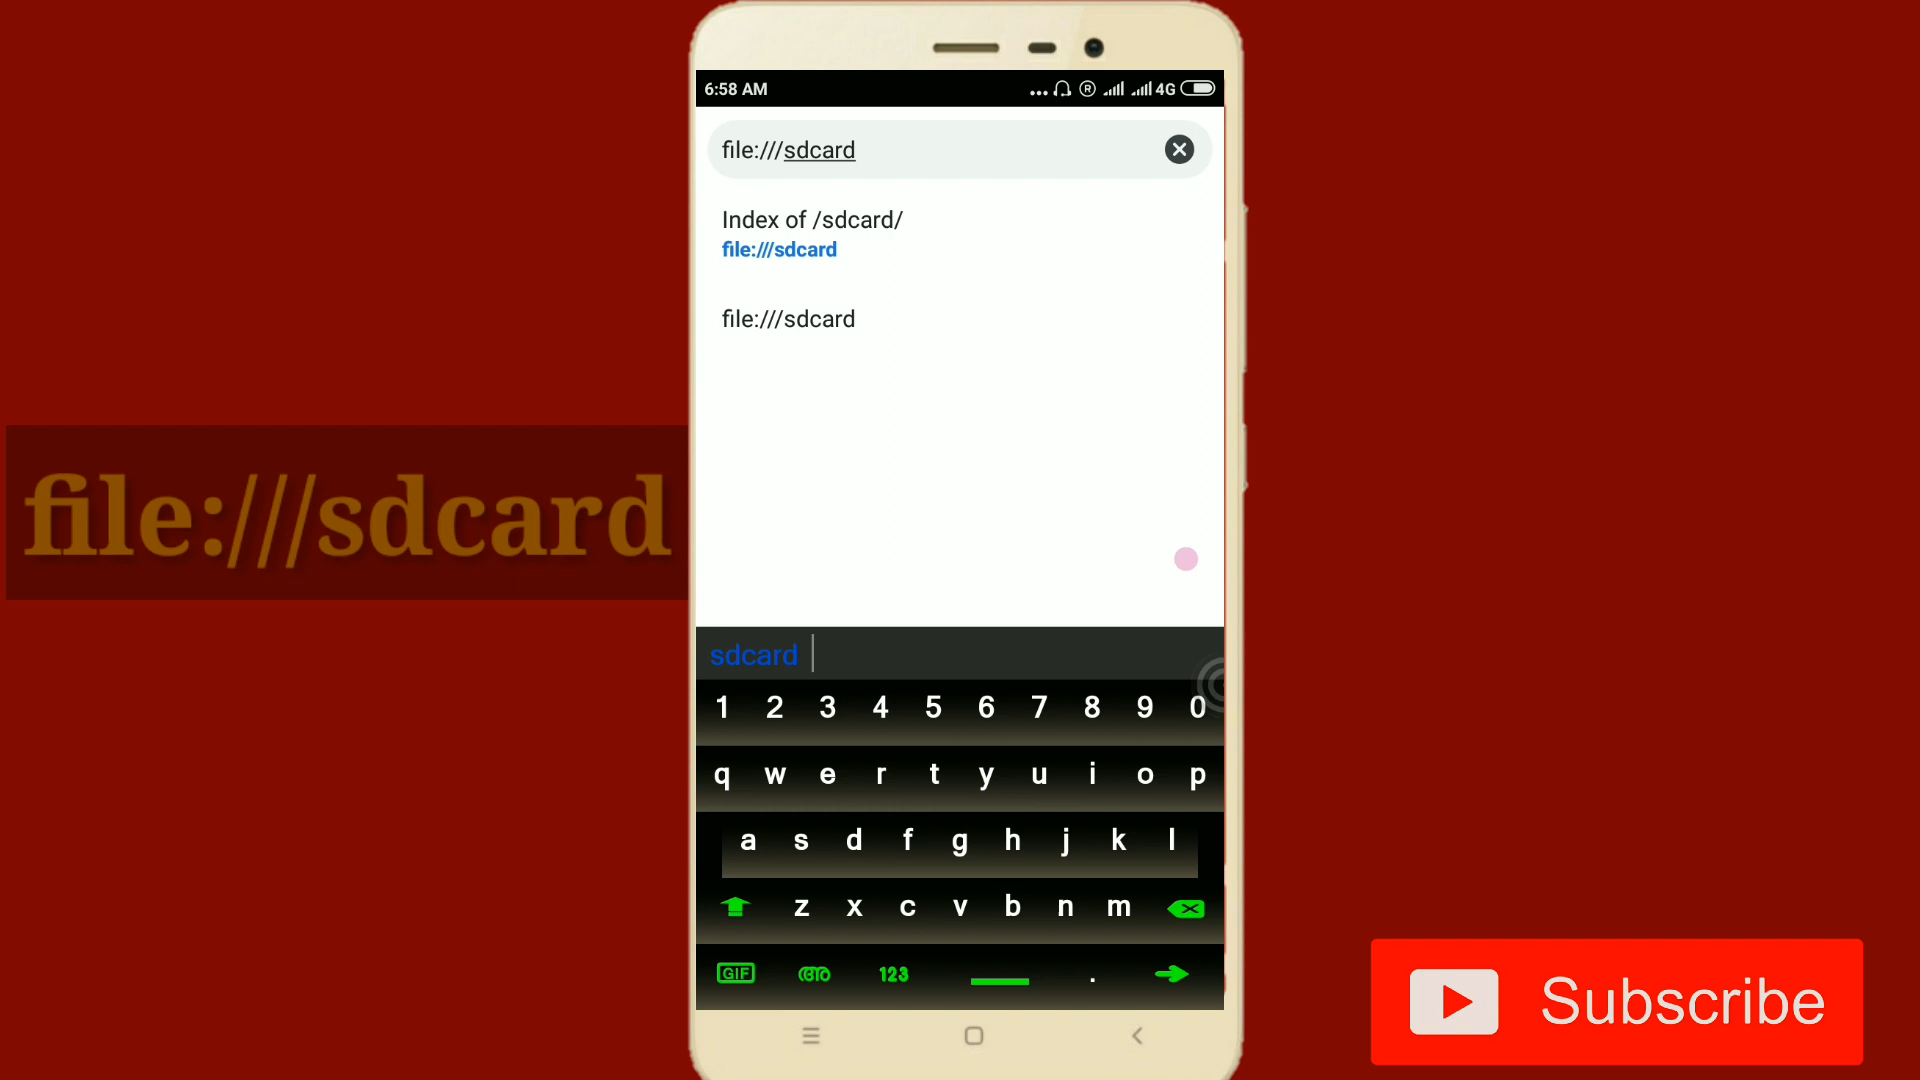 6:58 AM
... R 4G
file:///sdcard
Index of /sdcard/
file:///sdcard
file:///sdcard
file:///sdcard
sdcard
1 2 3 4 5 6 7 8 9 0
q w e r t y u i o p
a s d f g h j k l
z x c v b n m
GIF അ 123 .
Subscribe